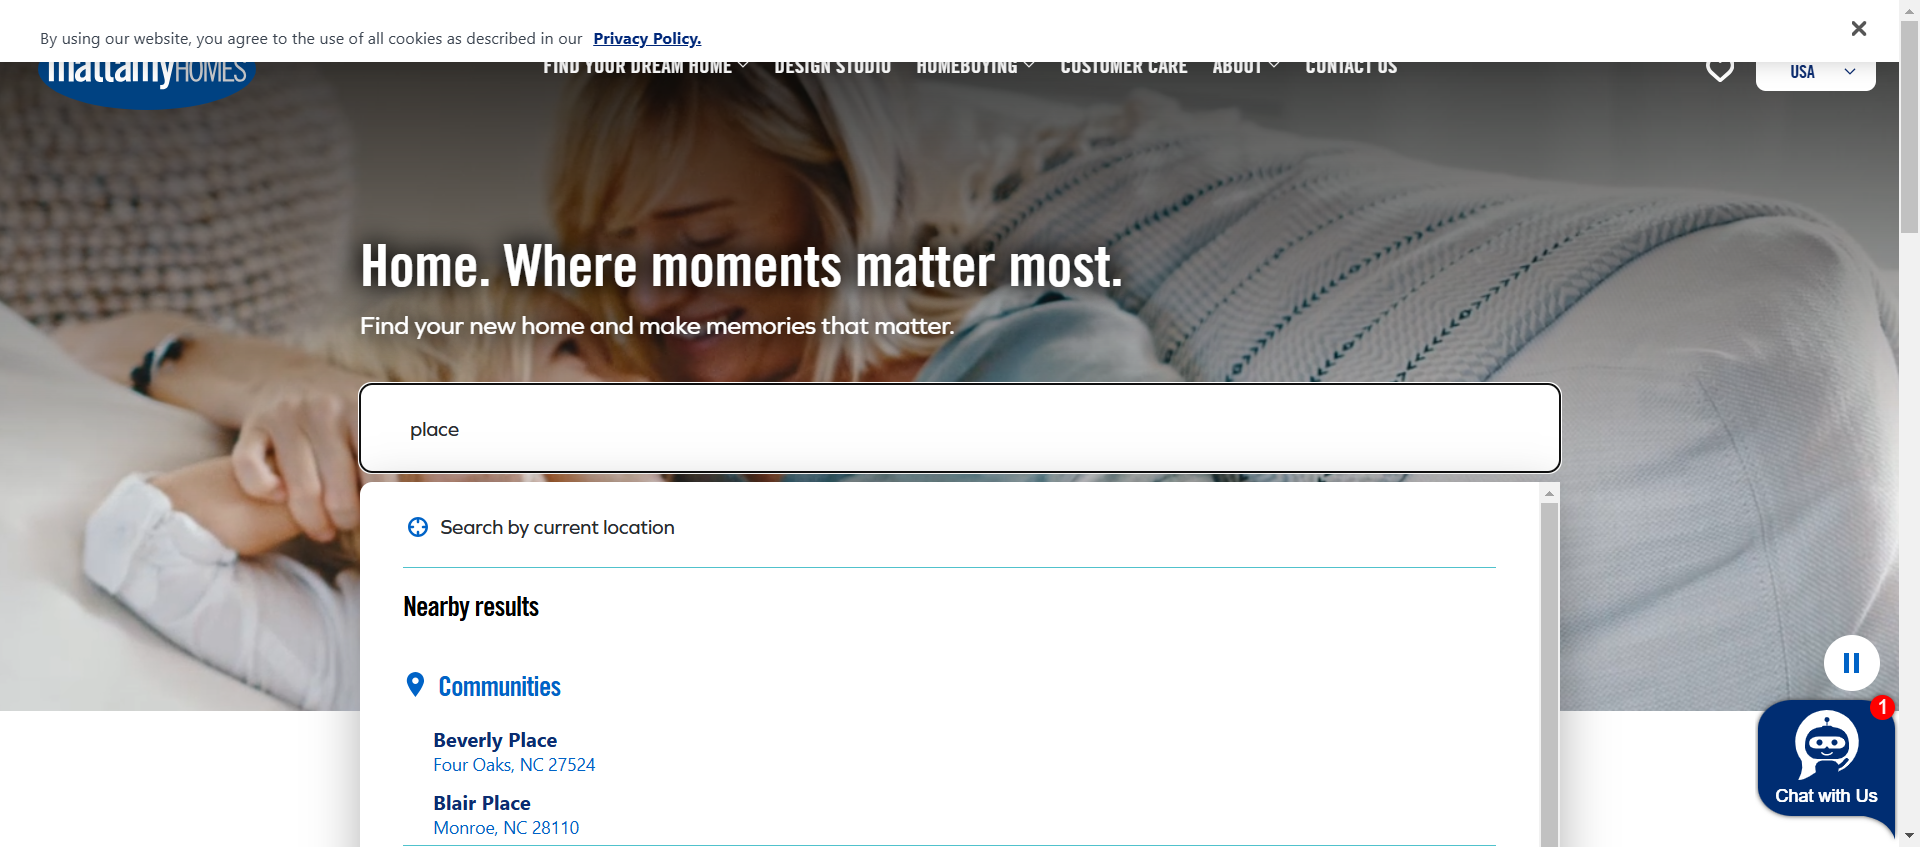 By using our website, you agree to the use of all cookies as described in our Privacy Policy.
mattamyHOMES
FIND YOUR DREAM HOME
DESIGN STUDIO
HOMEBUYING
CUSTOMER CARE
ABOUT
CONTACT US
USA
Home. Where moments matter most.
Find your new home and make memories that matter.
place
Search by current location
Nearby results
Communities
Beverly Place
Four Oaks, NC 27524
Blair Place
Monroe, NC 28110
1
Chat with Us